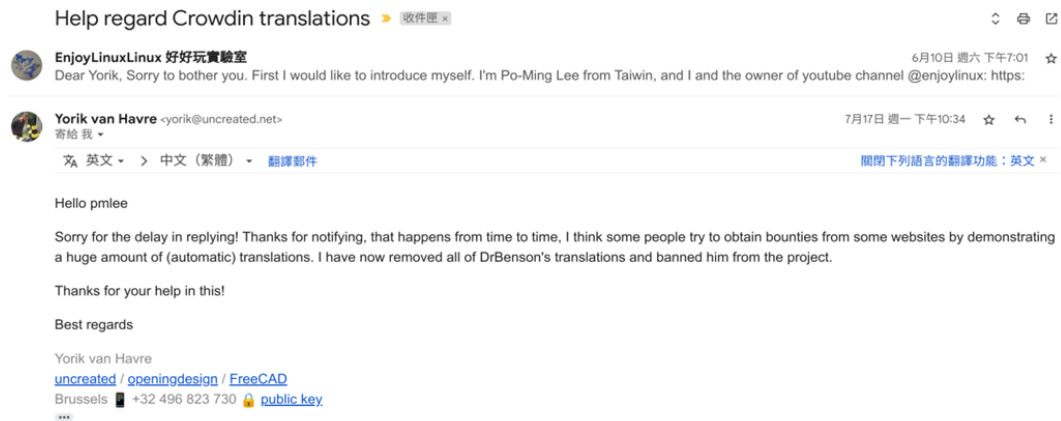 Help regard Crowdin translations 收件匣 ×
EnjoyLinuxLinux 好好玩實驗室 6月10日 週六 下午7:01
Dear Yorik, Sorry to bother you. First I would like to introduce myself. I'm Po-Ming Lee from Taiwin, and I and the owner of youtube channel @enjoylinux: https:
Yorik van Havre <yorik@uncreated.net> 7月17日 週一 下午10:34
寄給 我
英文 > 中文（繁體） 翻譯郵件 關閉下列語言的翻譯功能：英文 ×
Hello pmlee
Sorry for the delay in replying! Thanks for notifying, that happens from time to time, I think some people try to obtain bounties from some websites by demonstrating
a huge amount of (automatic) translations. I have now removed all of DrBenson's translations and banned him from the project.
Thanks for your help in this!
Best regards
Yorik van Havre
uncreated / openingdesign / FreeCAD
Brussels 📱 +32 496 823 730 🔒 public key